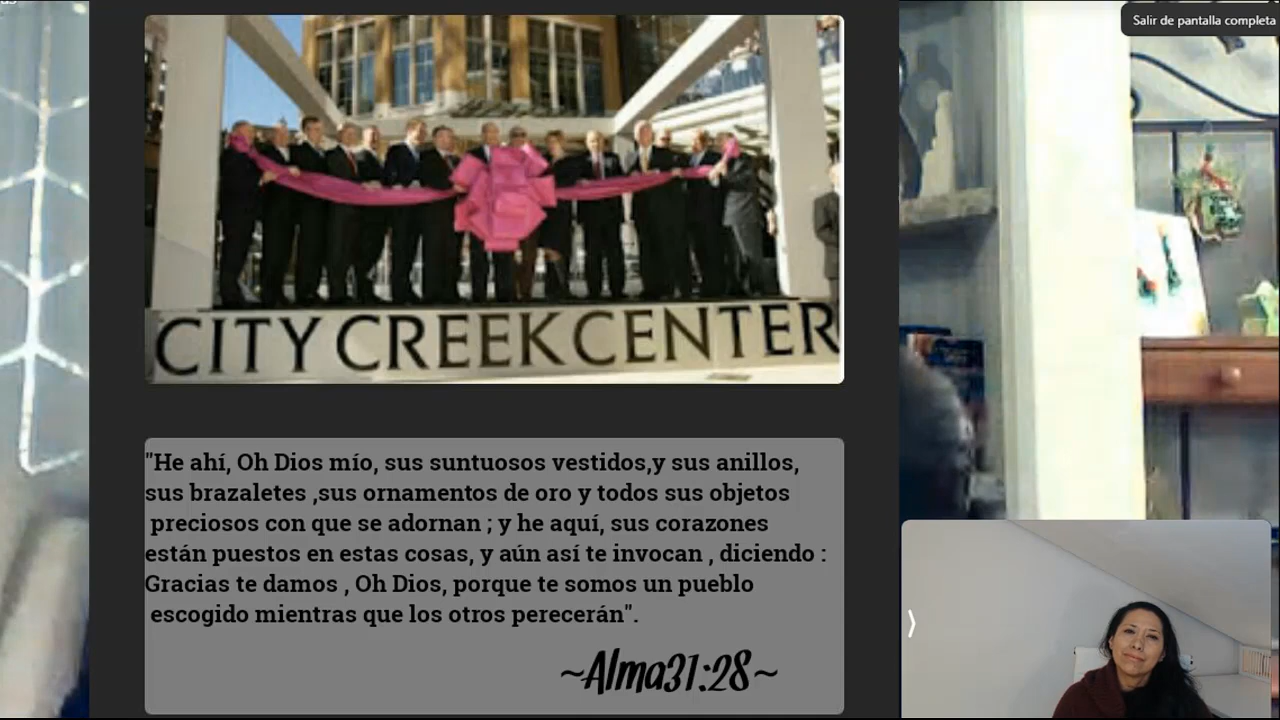 Salir de pantalla completa
CITY CREEK CENTER
"He ahí, Oh Dios mío, sus suntuosos vestidos,y sus anillos,
sus brazaletes ,sus ornamentos de oro y todos sus objetos
preciosos con que se adornan ; y he aquí, sus corazones
están puestos en estas cosas, y aún así te invocan , diciendo :
Gracias te damos , Oh Dios, porque te somos un pueblo
escogido mientras que los otros perecerán".
~Alma31:28~